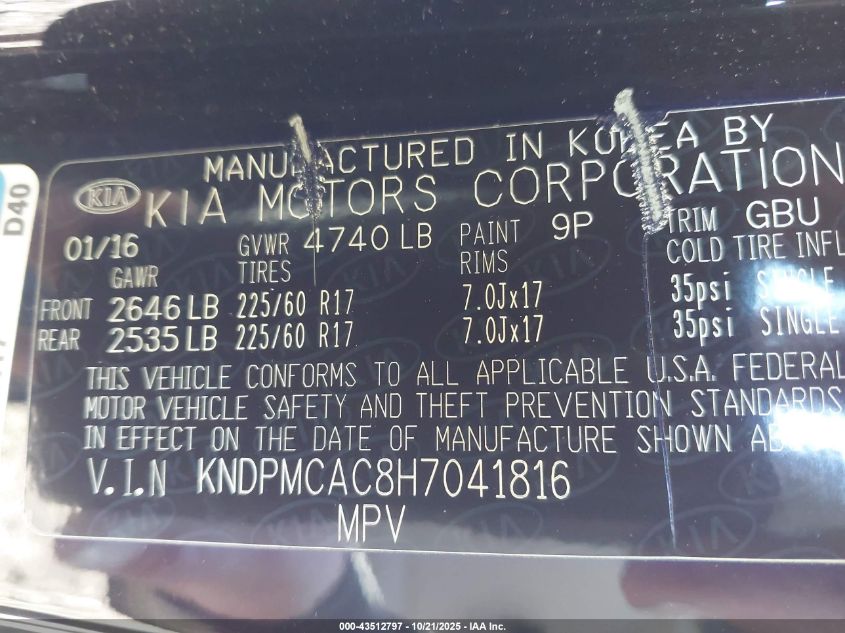 D40
MANUFACTURED IN KOREA BY
KIA KIA MOTORS CORPORATION
01/16 GVWR 4740 LB PAINT 9P TRIM GBU
GAWR TIRES RIMS COLD TIRE INFL
FRONT 2646 LB 225/60 R17 7.0Jx17 35psi SINGLE
REAR 2535 LB 225/60 R17 7.0Jx17 35psi SINGLE
THIS VEHICLE CONFORMS TO ALL APPLICABLE U.S.A. FEDERAL
MOTOR VEHICLE SAFETY AND THEFT PREVENTION STANDARDS
IN EFFECT ON THE DATE OF MANUFACTURE SHOWN
V.I.N KNDPMCAC8H7041816
MPV
000-43512797 - 10/21/2025 - IAA Inc.